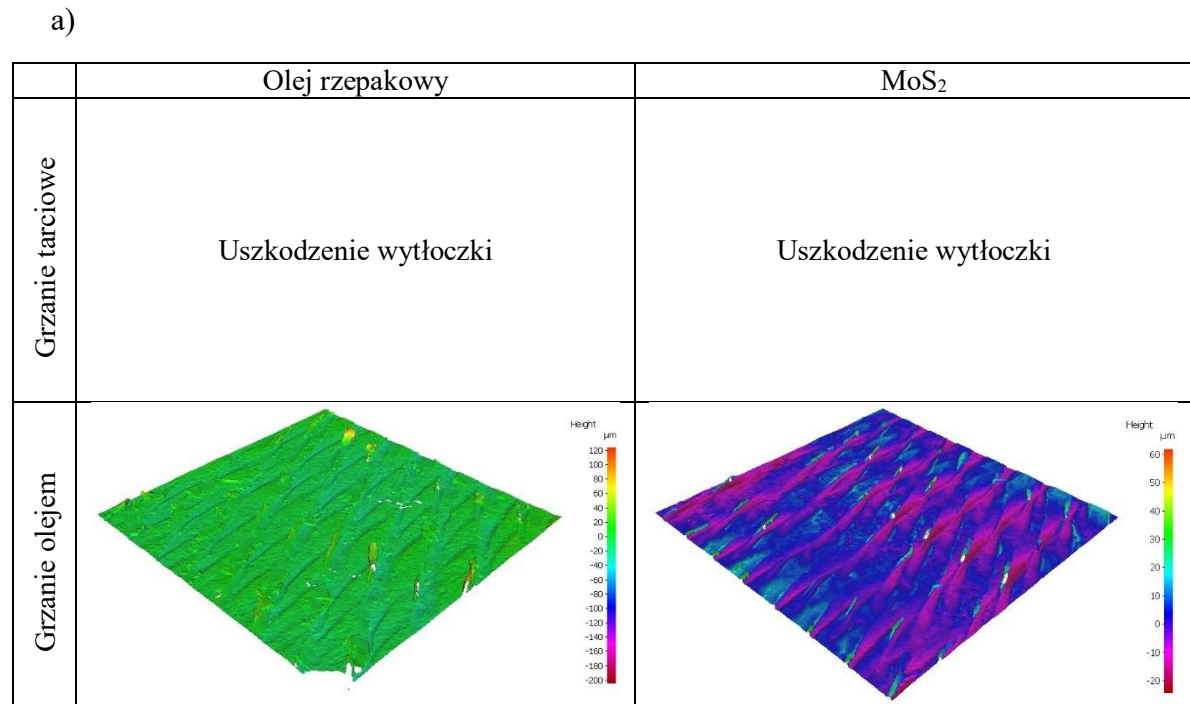 a)
Olej rzepakowy
MoS₂
Grzanie tarciowe
Uszkodzenie wytłoczki
Uszkodzenie wytłoczki
Grzanie olejem
Height
µm
120
100
80
60
40
20
0
-20
-40
-60
-80
-100
-120
-140
-160
-180
-200
Height
µm
60
50
40
30
20
10
0
-10
-20